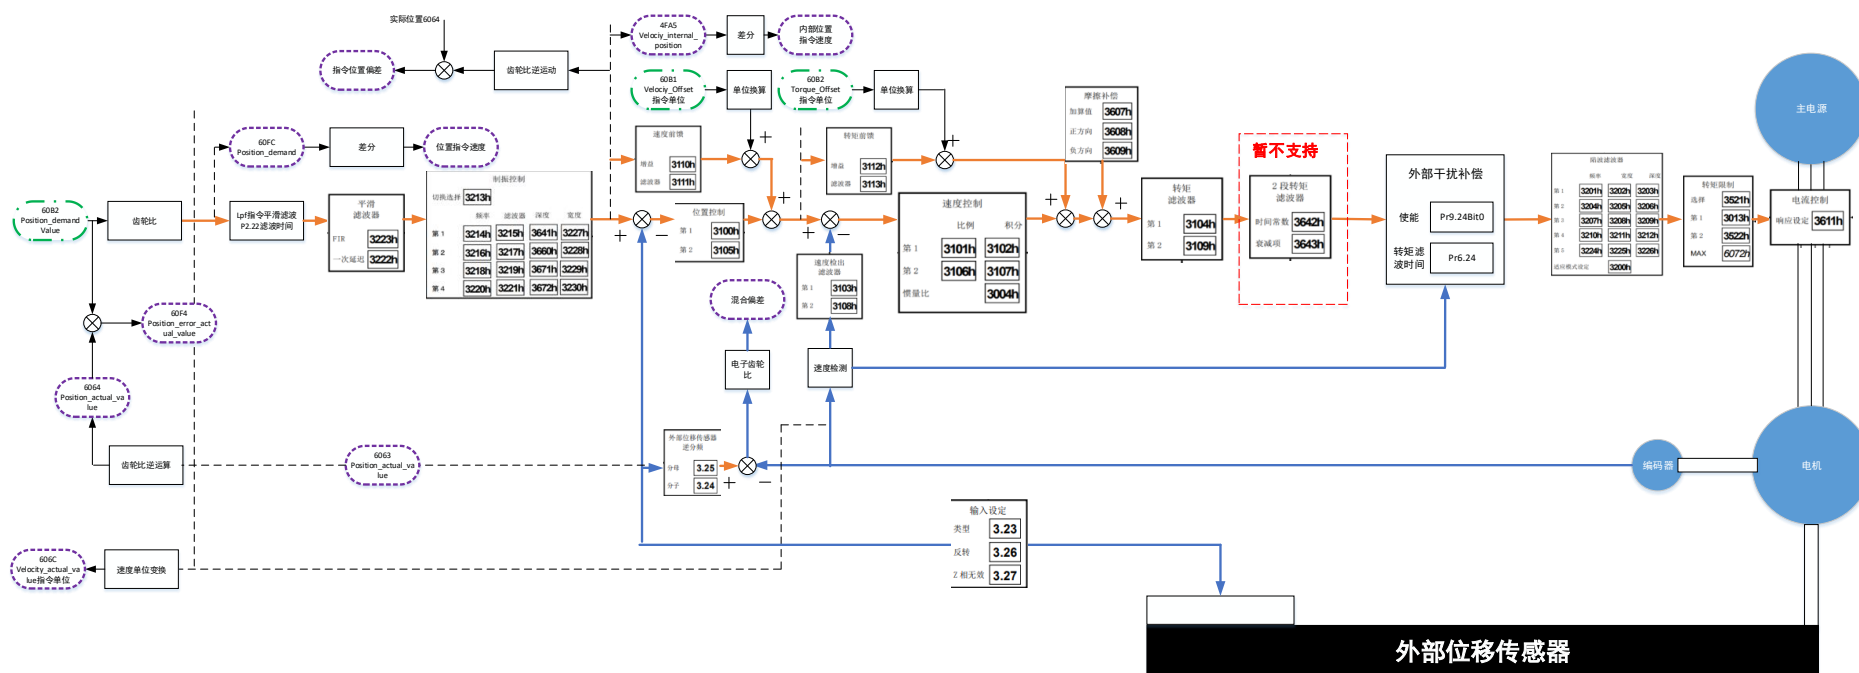 实际位置6064
指令位置偏差
齿轮比逆运动
4FA5
Velociy_internal_
position
差分
内部位置
指令速度
60B1
Velociy_Offset
指令单位
单位换算
60B2
Torque_Offset
指令单位
单位换算
主电源
60FC
Position_demand
差分
位置指令速度
速度前馈
增益 3110h
滤波器 3111h
+
转矩前馈
增益 3112h
滤波器 3113h
+
摩擦补偿
加算值 3607h
正方向 3608h
负方向 3609h
暂不支持
60B2
Position_demand
Value
齿轮比
Lpf指令平滑滤波
P2.22滤波时间
平滑
滤波器
FIR 3223h
一次延迟 3222h
制振控制
切换选择 3213h
频率 滤波器 深度 宽度
第 1 3214h 3215h 3641h 3227h
第 2 3216h 3217h 3660h 3228h
第 3 3218h 3219h 3671h 3229h
第 4 3220h 3221h 3672h 3230h
+
−
位置控制
第 1 3100h
第 2 3105h
+
+
−
速度控制
比例 积分
第 1 3101h 3102h
第 2 3106h 3107h
惯量比 3004h
+
+
转矩
滤波器
第 1 3104h
第 2 3109h
2 段转矩
滤波器
时间常数 3642h
衰减项 3643h
外部干扰补偿
使能 Pr9.24Bit0
转矩滤
波时间 Pr6.24
陷波滤波器
频率 宽度 深度
第 1 3201h 3202h 3203h
第 2 3204h 3205h 3206h
第 3 3207h 3208h 3209h
第 4 3210h 3211h 3212h
第 5 3224h 3225h 3226h
适应模式设定 3200h
转矩限制
选择 3521h
第 1 3013h
第 2 3522h
MAX 6072h
电流控制
响应设定 3611h
速度检出
滤波器
第 1 3103h
第 2 3108h
混合偏差
60F4
Position_error_act
ual_value
电子齿轮
比
速度检测
6064
Position_actual_va
lue
齿轮比逆运算
6063
Position_actual_va
lue
外部位移传感器
逆分频
分母 3.25
分子 3.24
+
−
编码器
电机
606C
Velocity_actual_va
lue指令单位
速度单位变换
输入设定
类型 3.23
反转 3.26
Z 相无效 3.27
外部位移传感器